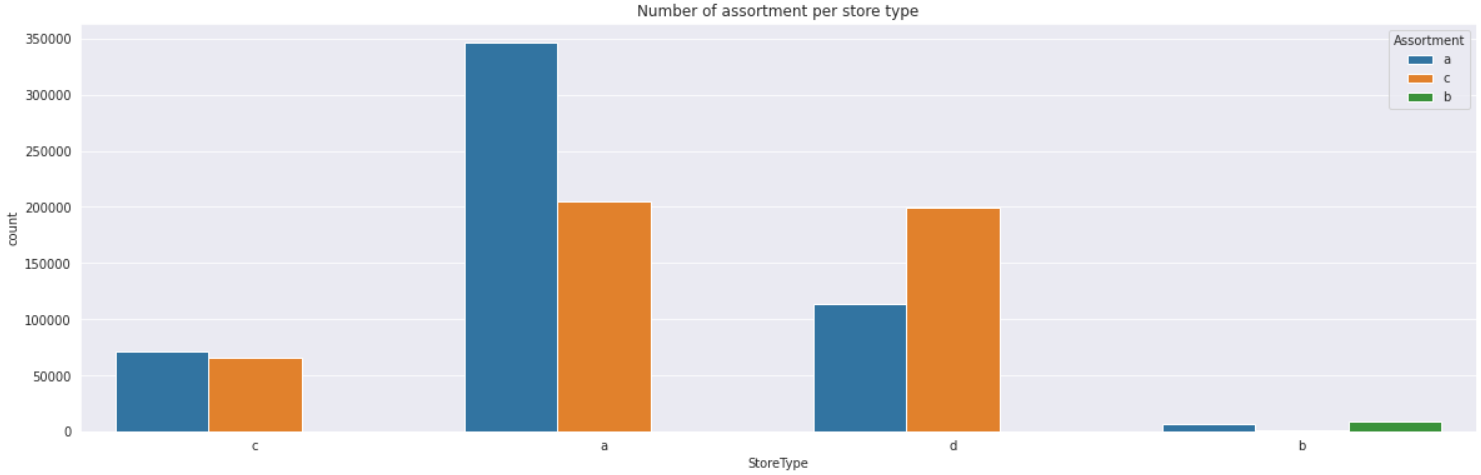 Number of assortment per store type
Assortment
a
c
b
350000
300000
250000
200000
150000
100000
50000
0
count
c a d b
StoreType